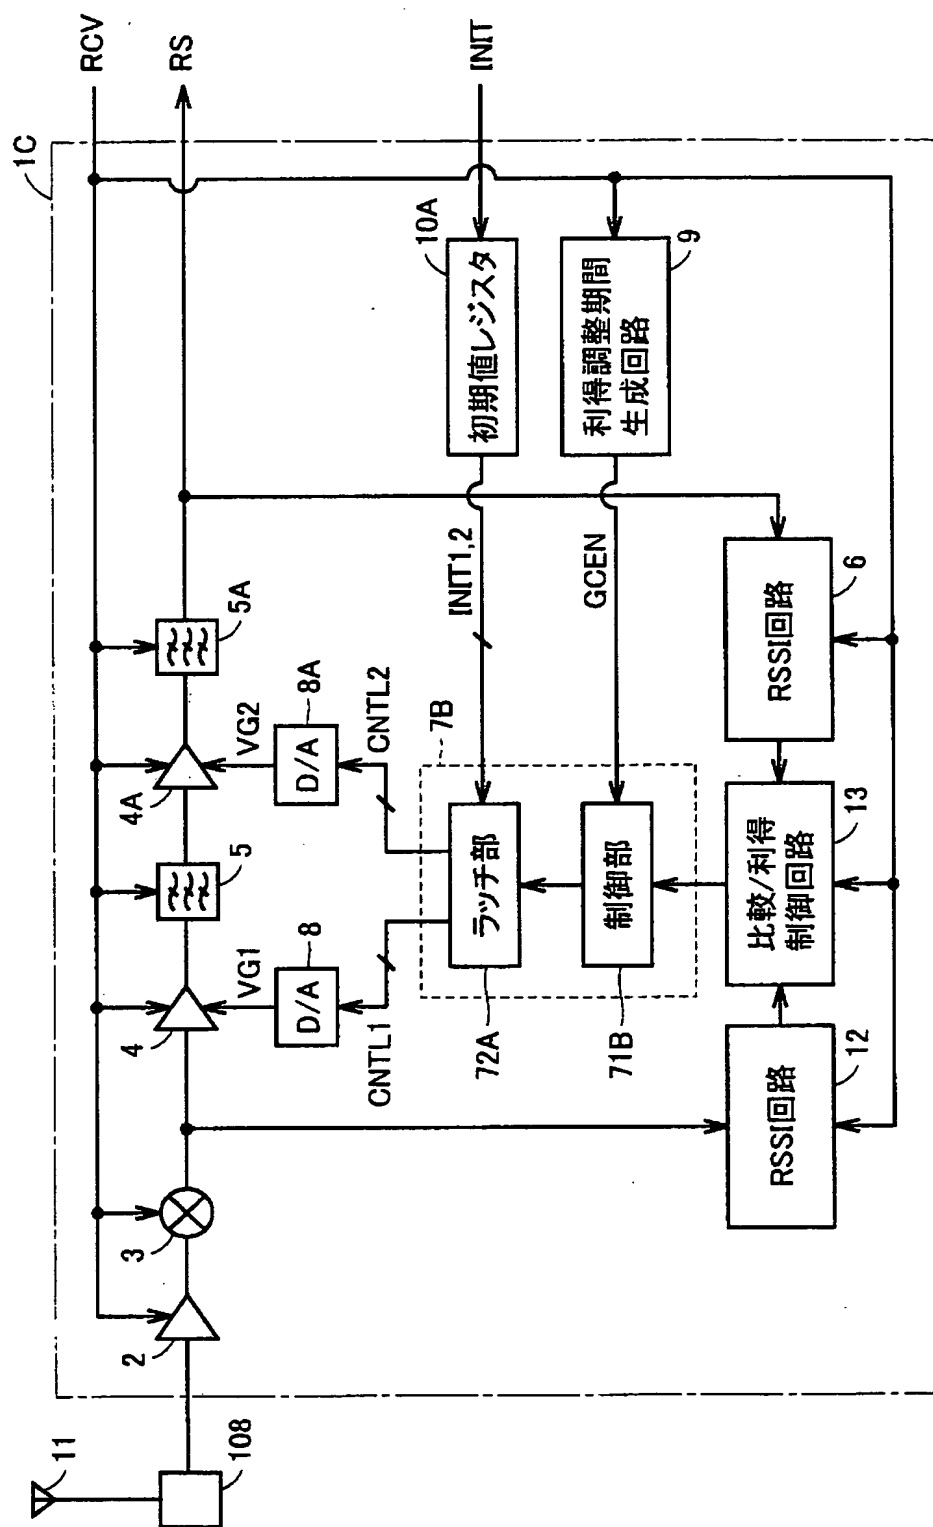 11
108
1C
RCV
RS
INIT
2
3
4
5
4A
5A
VG1
VG2
8
D/A
8A
D/A
CNTL1
CNTL2
7B
INIT1,2
GCEN
10A
初期値レジスタ
9
利得調整期間
生成回路
72A
ラッチ部
71B
制御部
12
RSSI回路
13
比較/利得
制御回路
6
RSSI回路